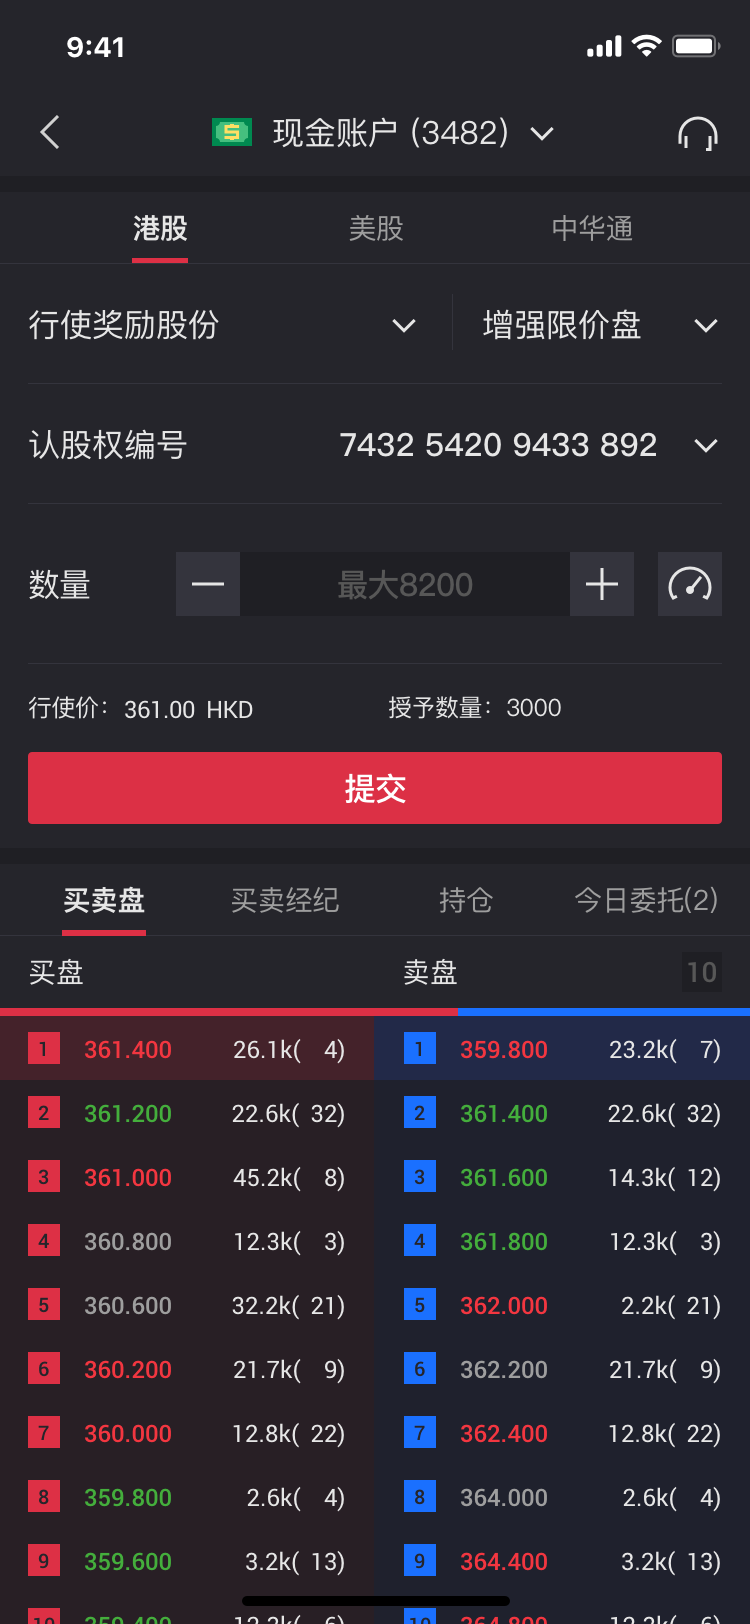 9:41
现金账户 (3482)
港股 美股 中华通
行使奖励股份 增强限价盘
认股权编号 7432 5420 9433 892
数量 最大8200
行使价: 361.00 HKD 授予数量: 3000
提交
买卖盘 买卖经纪 持仓 今日委托(2)
买盘 卖盘 10
1 361.400 26.1k( 4) 1 359.800 23.2k( 7)
2 361.200 22.6k( 32) 2 361.400 22.6k( 32)
3 361.000 45.2k( 8) 3 361.600 14.3k( 12)
4 360.800 12.3k( 3) 4 361.800 12.3k( 3)
5 360.600 32.2k( 21) 5 362.000 2.2k( 21)
6 360.200 21.7k( 9) 6 362.200 21.7k( 9)
7 360.000 12.8k( 22) 7 362.400 12.8k( 22)
8 359.800 2.6k( 4) 8 364.000 2.6k( 4)
9 359.600 3.2k( 13) 9 364.400 3.2k( 13)
10 359.400 10 364.800